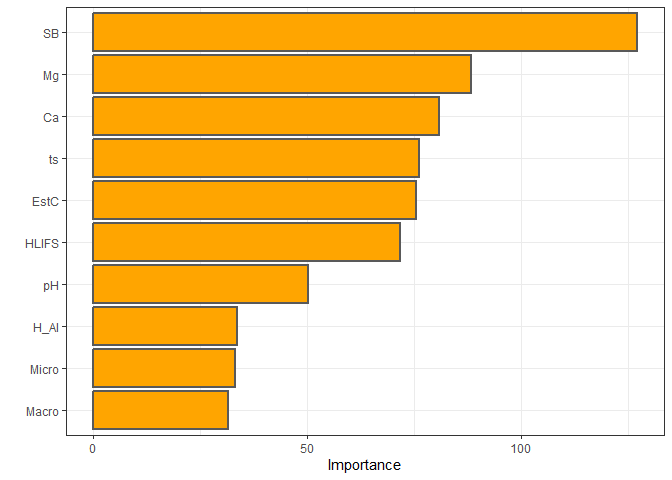 SB
Mg
Ca
ts
EstC
HLIFS
pH
H_Al
Micro
Macro
0 50 100
Importance